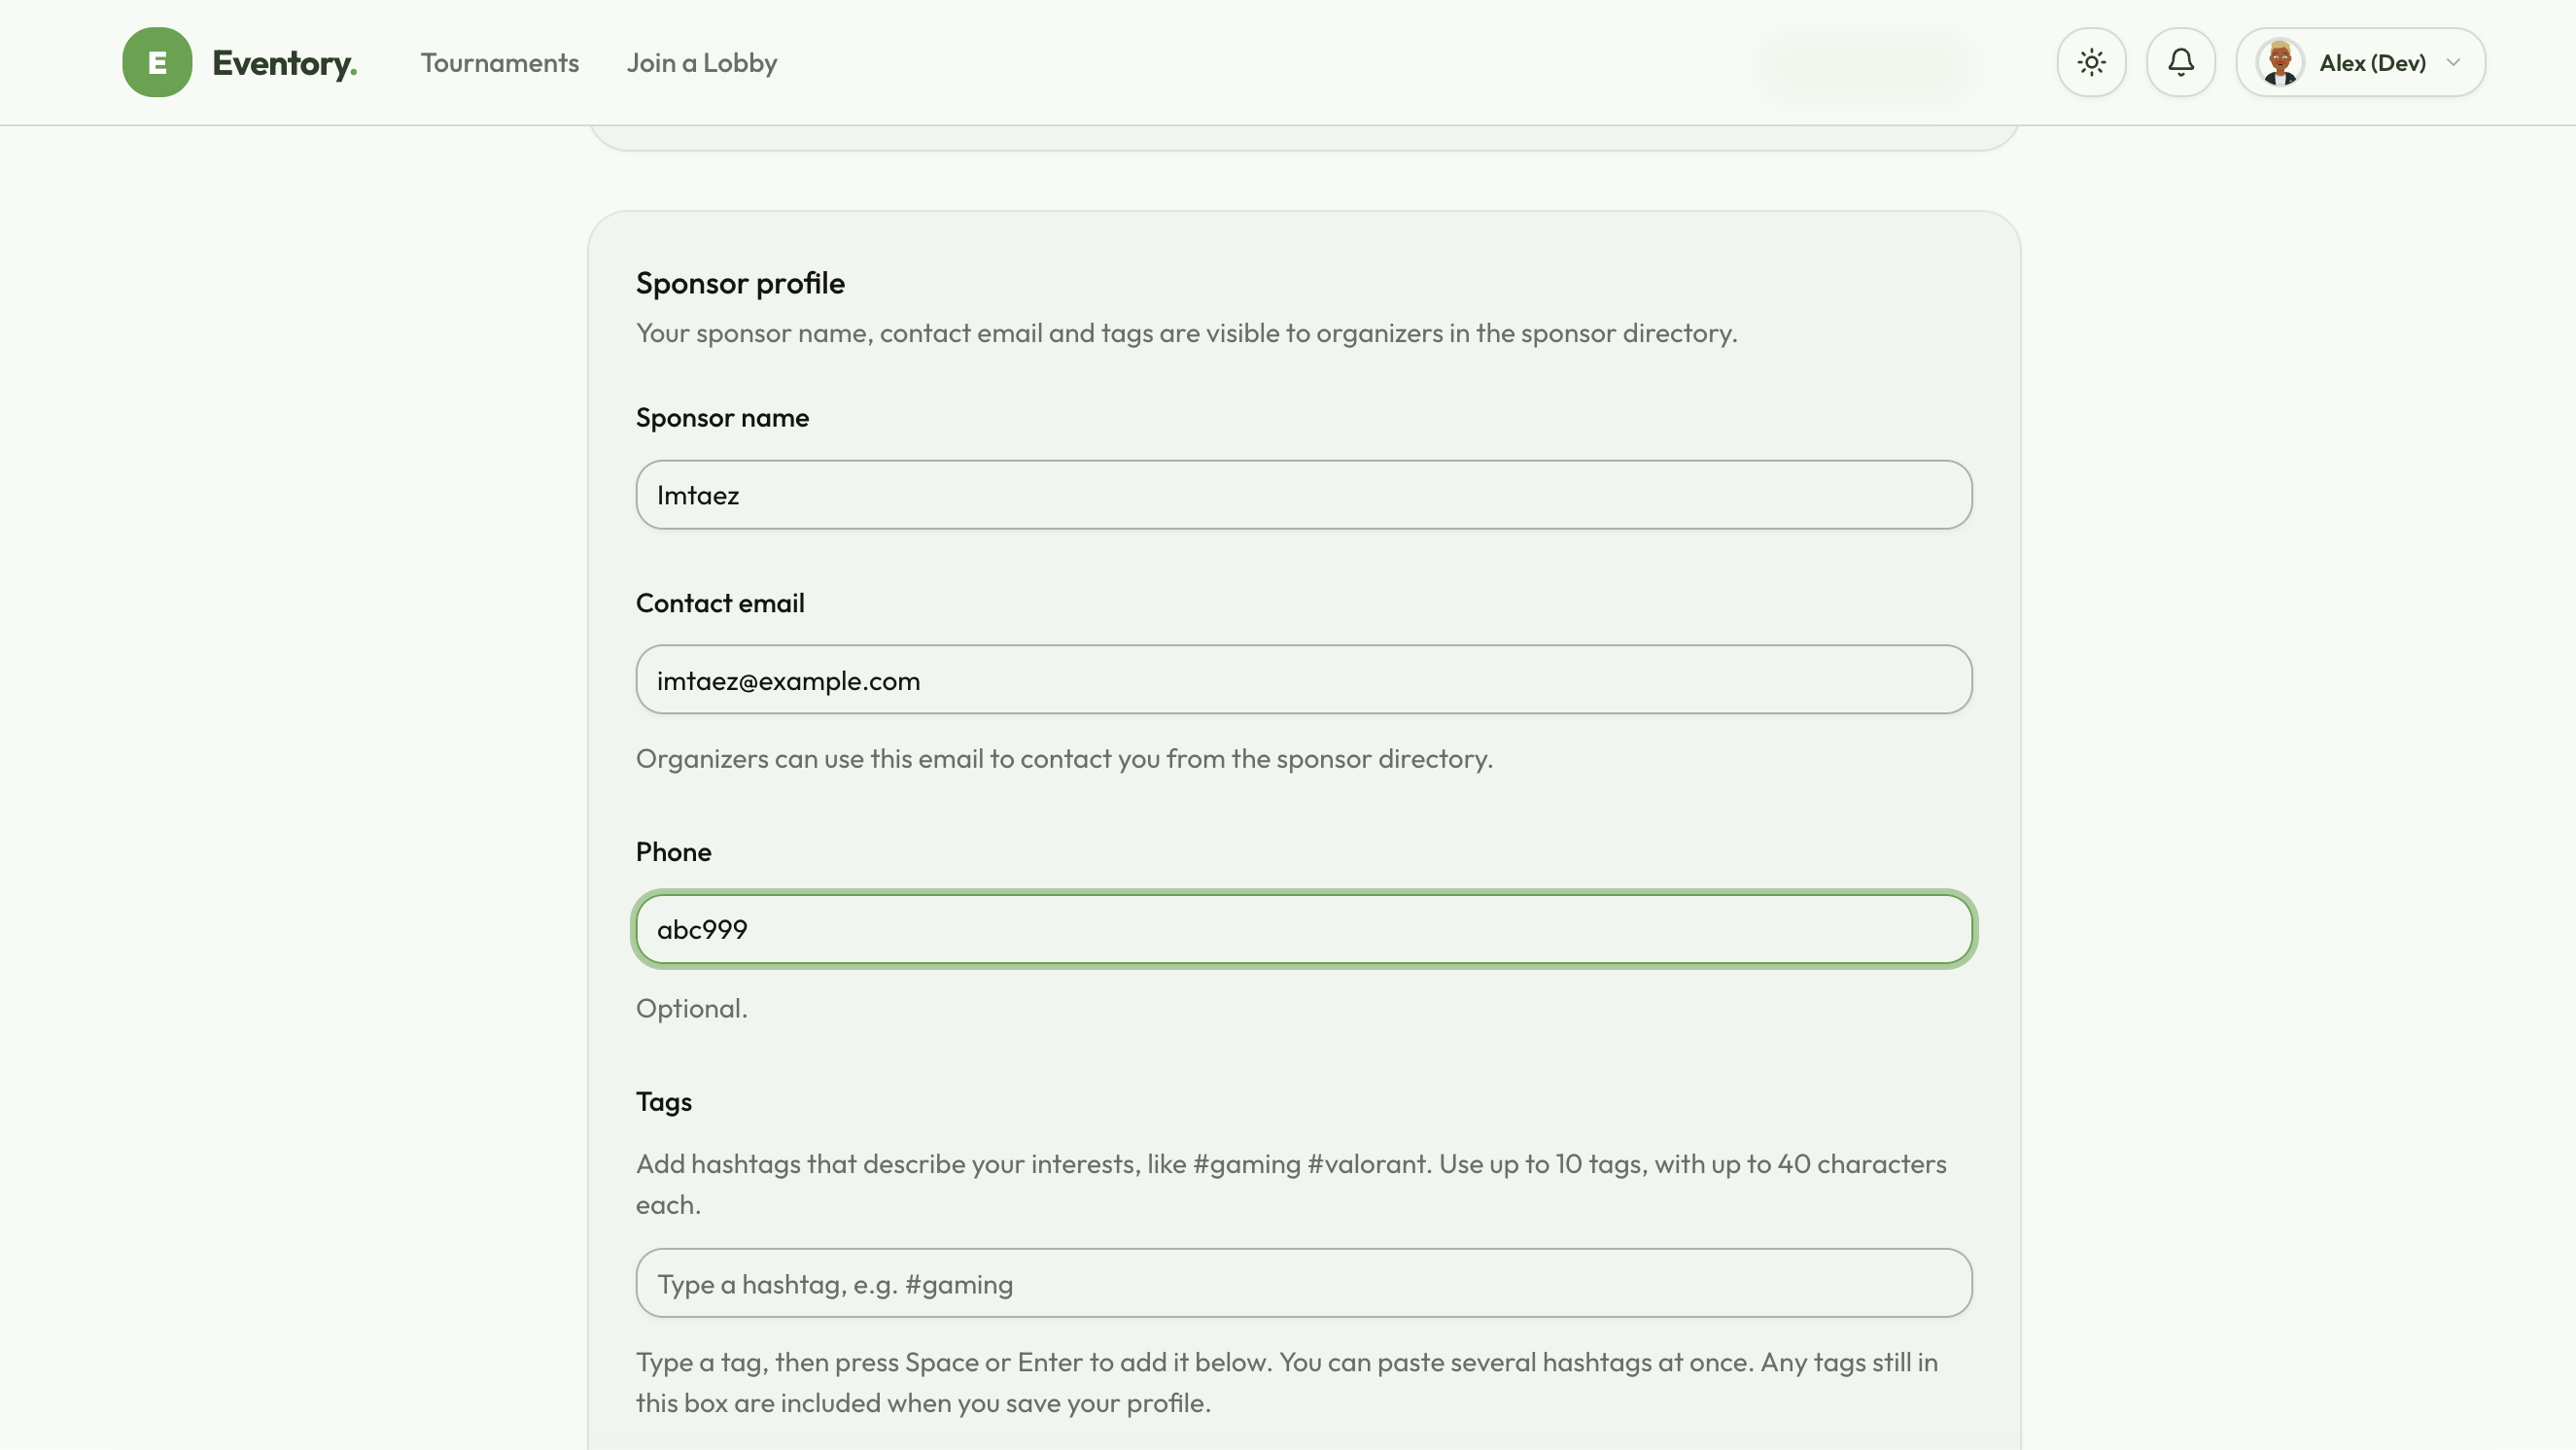 E
Eventory.
Tournaments
Join a Lobby
Alex (Dev)
Sponsor profile
Your sponsor name, contact email and tags are visible to organizers in the sponsor directory.
Sponsor name
Imtaez
Contact email
imtaez@example.com
Organizers can use this email to contact you from the sponsor directory.
Phone
abc999
Optional.
Tags
Add hashtags that describe your interests, like #gaming #valorant. Use up to 10 tags, with up to 40 characters
each.
Type a hashtag, e.g. #gaming
Type a tag, then press Space or Enter to add it below. You can paste several hashtags at once. Any tags still in
this box are included when you save your profile.